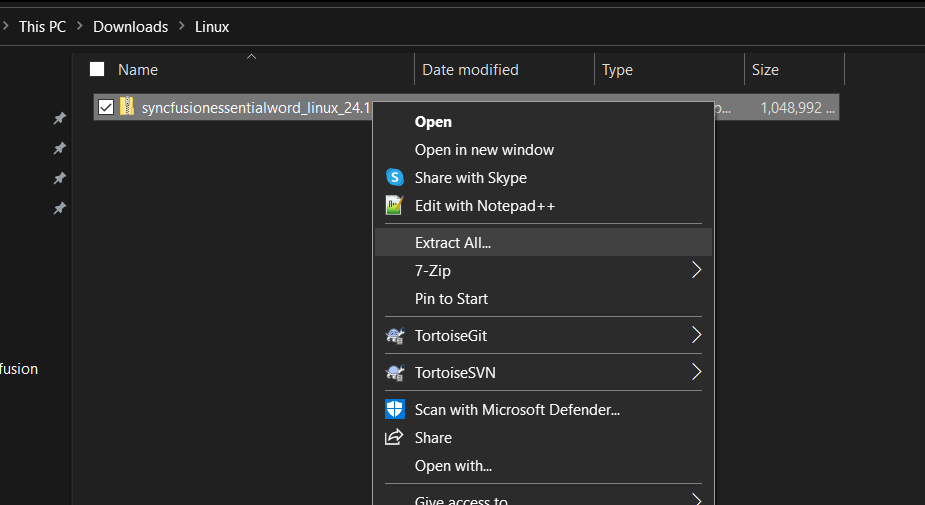 This PC > Downloads > Linux
Name Date modified Type Size
syncfusionessentialword_linux_24.1 1,048,992 ...
Open
Open in new window
Share with Skype
Edit with Notepad++
Extract All...
7-Zip
Pin to Start
TortoiseGit
fusion
TortoiseSVN
Scan with Microsoft Defender...
Share
Open with...
Give access to